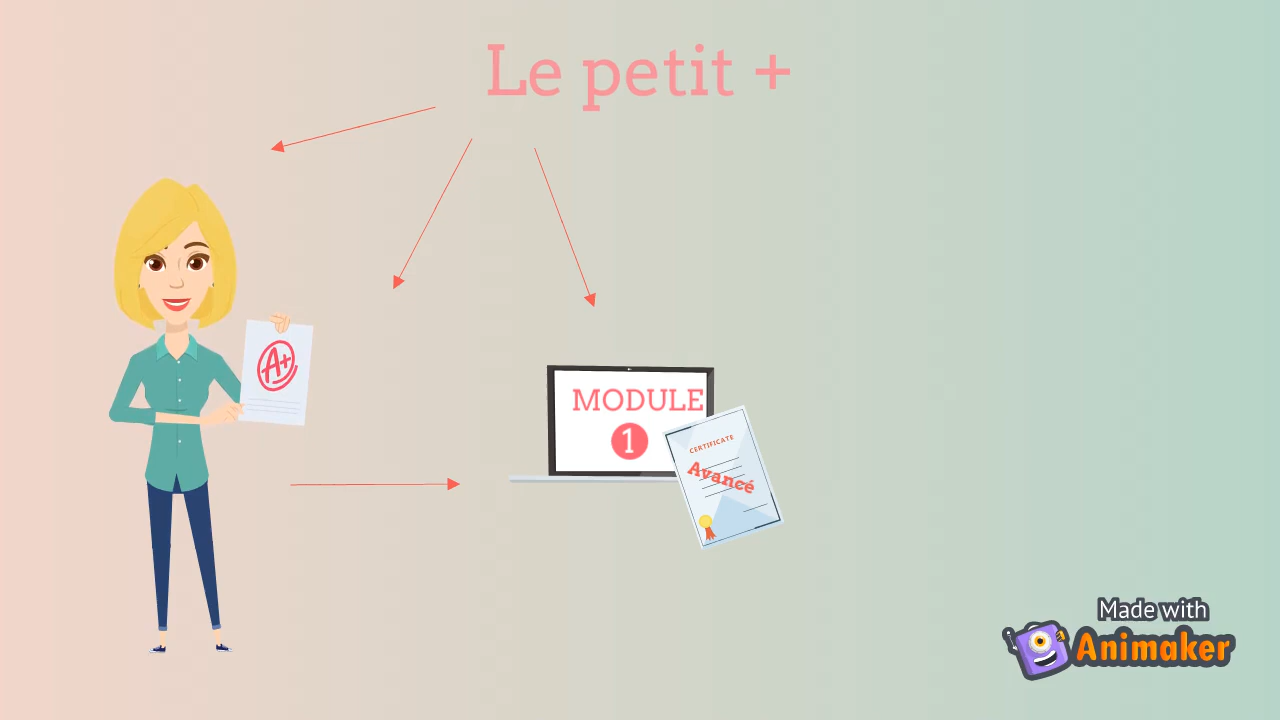 Le petit +
A+
MODULE
1
CERTIFICATE
Avancé
Made with
Animaker